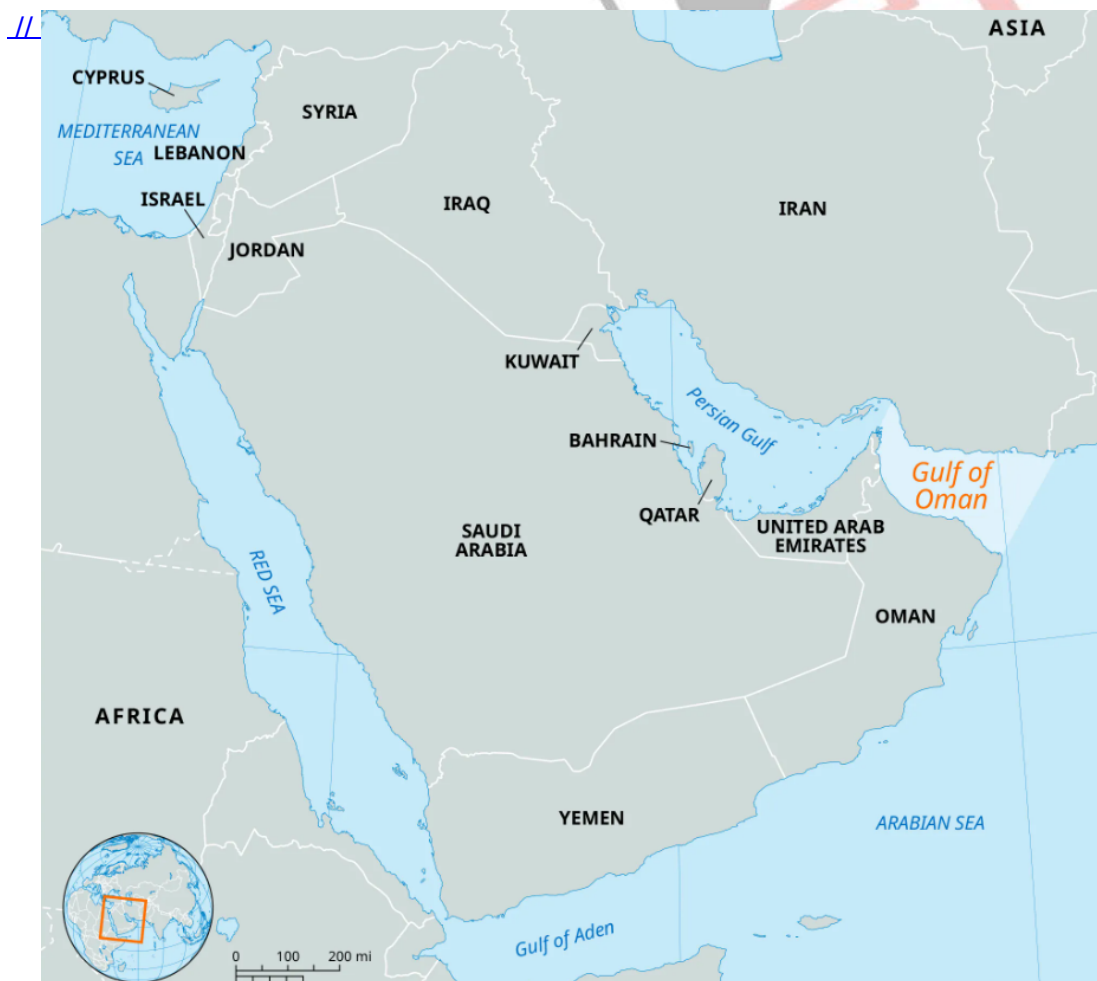 //
ASIA
CYPRUS
SYRIA
MEDITERRANEAN
SEA
LEBANON
ISRAEL
IRAQ
IRAN
JORDAN
KUWAIT
Persian Gulf
BAHRAIN
Gulf of
Oman
QATAR
UNITED ARAB
EMIRATES
SAUDI
ARABIA
RED SEA
OMAN
AFRICA
YEMEN
ARABIAN SEA
Gulf of Aden
0 100 200 mi